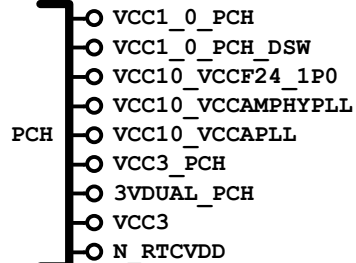 VCC1_0_PCH
VCC1_0_PCH_DSW
VCC10_VCCF24_1P0
VCC10_VCCAMPHYPLL
PCH VCC10_VCCAPLL
VCC3_PCH
3VDUAL_PCH
VCC3
N_RTCVDD